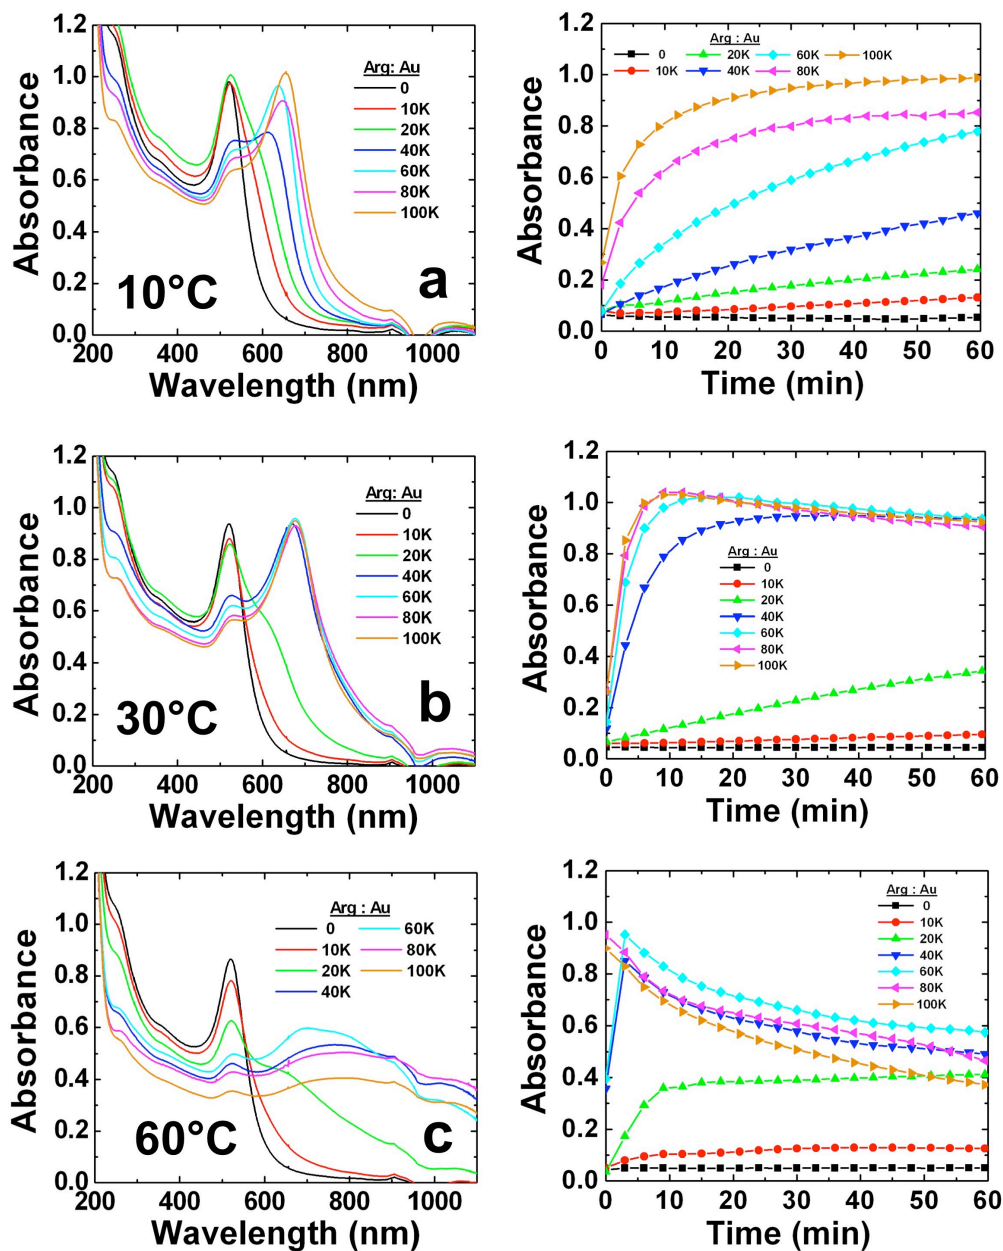 1.2
1.0
0.8
0.6
0.4
0.2
0.0
Absorbance
Arg: Au
0
10K
20K
40K
60K
80K
100K
10°C
a
200 400 600 800 1000
Wavelength (nm)
1.2
1.0
0.8
0.6
0.4
0.2
0.0
Absorbance
Arg : Au
0 20K 60K 100K
10K 40K 80K
0 10 20 30 40 50 60
Time (min)
1.2
1.0
0.8
0.6
0.4
0.2
0.0
Absorbance
Arg: Au
0
10K
20K
40K
60K
80K
100K
30°C
b
200 400 600 800 1000
Wavelength (nm)
1.2
1.0
0.8
0.6
0.4
0.2
0.0
Absorbance
Arg : Au
0
10K
20K
40K
60K
80K
100K
0 10 20 30 40 50 60
Time (min)
1.2
1.0
0.8
0.6
0.4
0.2
0.0
Absorbance
Arg : Au
0 60K
10K 80K
20K 100K
40K
60°C
c
200 400 600 800 1000
Wavelength (nm)
1.2
1.0
0.8
0.6
0.4
0.2
0.0
Absorbance
Arg : Au
0
10K
20K
40K
60K
80K
100K
0 10 20 30 40 50 60
Time (min)